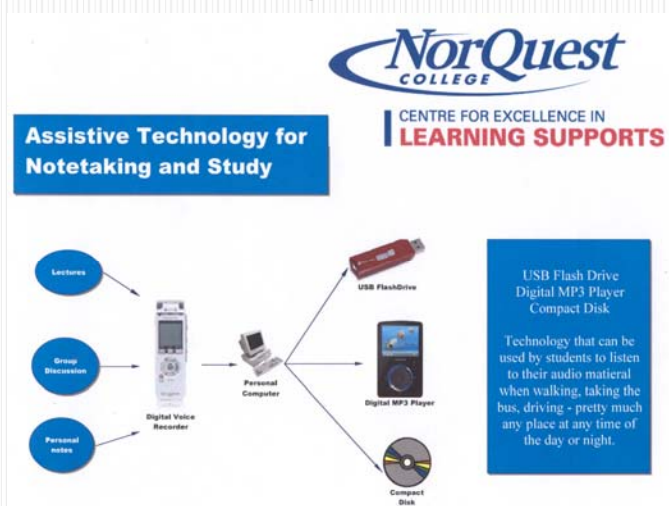 NorQuest
COLLEGE
CENTRE FOR EXCELLENCE IN
LEARNING SUPPORTS
Assistive Technology for
Notetaking and Study
Lectures
Group
Discussion
Personal
notes
Digital Voice
Recorder
Personal
Computer
USB FlashDrive
Digital MP3 Player
Compact
Disk
USB Flash Drive
Digital MP3 Player
Compact Disk
Technology that can be
used by students to listen
to their audio matieral
when walking, taking the
bus, driving - pretty much
any place at any time of
the day or night.